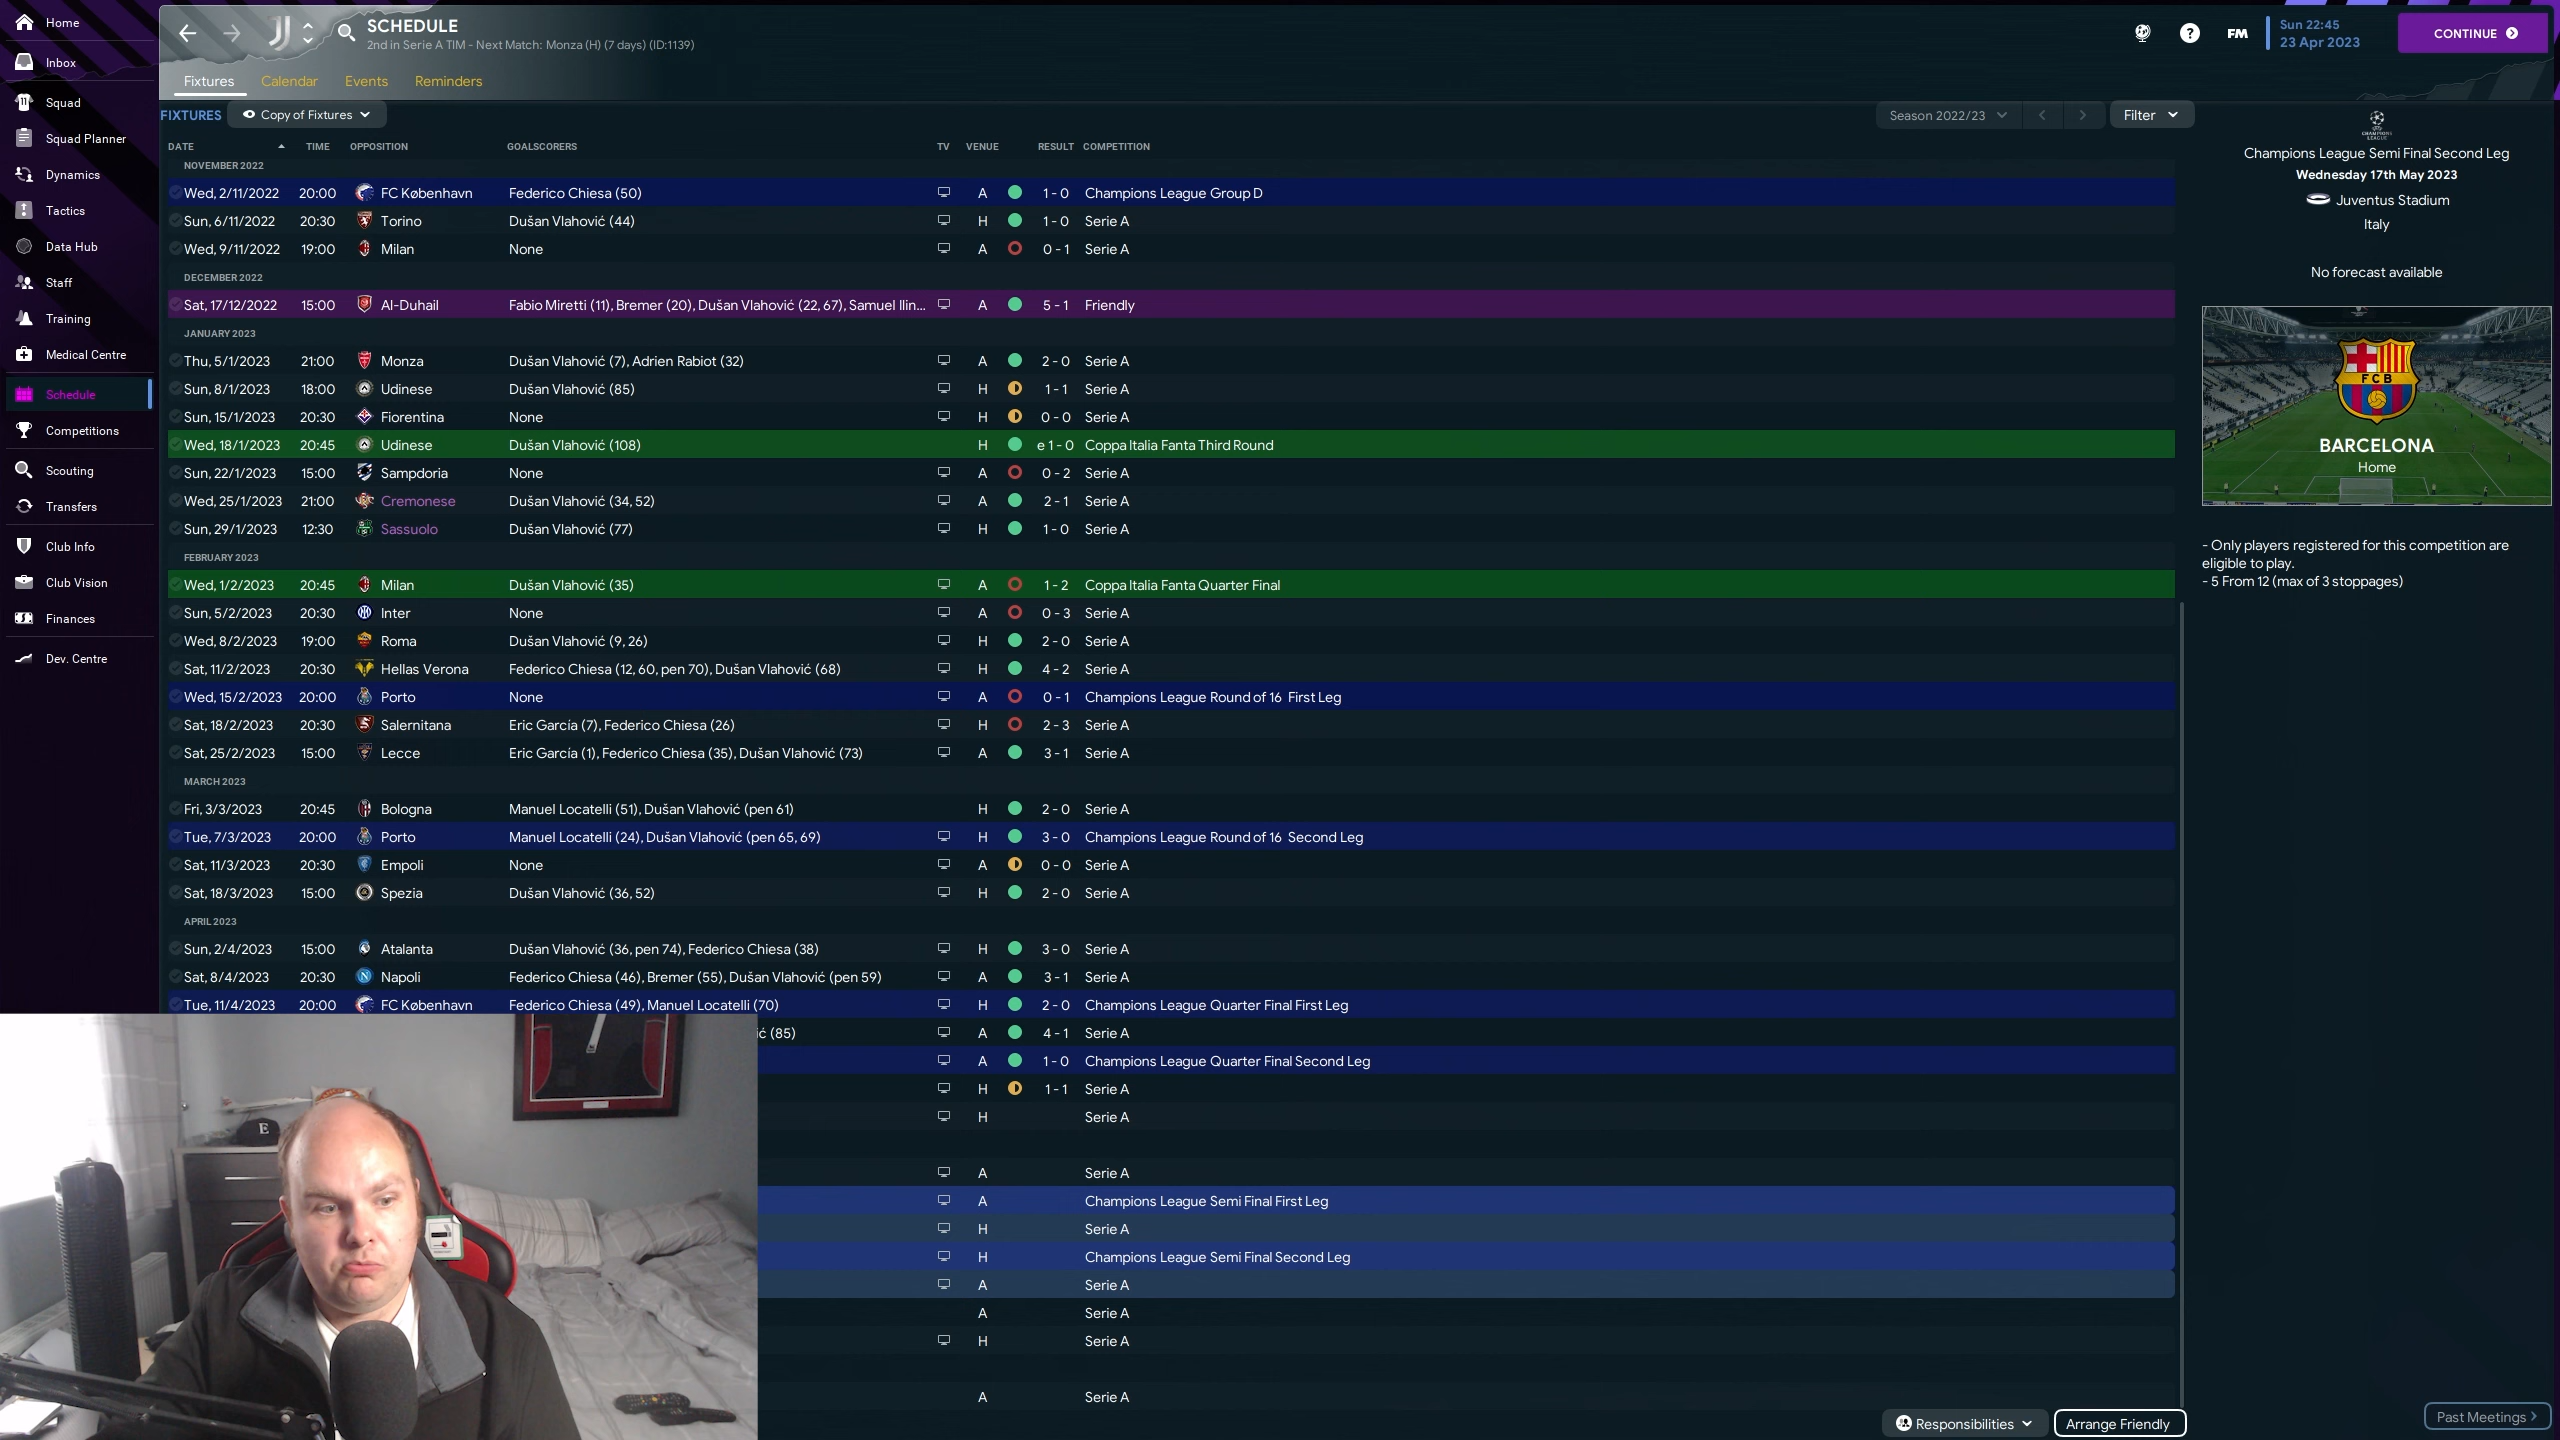 Home
Inbox
Squad
Squad Planner
Dynamics
Tactics
Data Hub
Staff
Training
Medical Centre
Schedule
Competitions
Scouting
Transfers
Club Info
Club Vision
Finances
Dev. Centre
SCHEDULE
2nd in Serie A TIM - Next Match: Monza (H) (7 days) (ID:1139)
FM
Sun 22:45
23 Apr 2023
CONTINUE
Fixtures Calendar Events Reminders
FIXTURES Copy of Fixtures Season 2022/23 Filter
DATE TIME OPPOSITION GOALSCORERS TV VENUE RESULT COMPETITION
NOVEMBER 2022
Wed, 2/11/2022 20:00 FC København Federico Chiesa (50) A 1 - 0 Champions League Group D
Sun, 6/11/2022 20:30 Torino Dušan Vlahović (44) H 1 - 0 Serie A
Wed, 9/11/2022 19:00 Milan None A 0 - 1 Serie A
DECEMBER 2022
Sat, 17/12/2022 15:00 Al-Duhail Fabio Miretti (11), Bremer (20), Dušan Vlahović (22, 67), Samuel Ilin... A 5 - 1 Friendly
JANUARY 2023
Thu, 5/1/2023 21:00 Monza Dušan Vlahović (7), Adrien Rabiot (32) A 2 - 0 Serie A
Sun, 8/1/2023 18:00 Udinese Dušan Vlahović (85) H 1 - 1 Serie A
Sun, 15/1/2023 20:30 Fiorentina None H 0 - 0 Serie A
Wed, 18/1/2023 20:45 Udinese Dušan Vlahović (108) H e 1 - 0 Coppa Italia Fanta Third Round
Sun, 22/1/2023 15:00 Sampdoria None A 0 - 2 Serie A
Wed, 25/1/2023 21:00 Cremonese Dušan Vlahović (34, 52) A 2 - 1 Serie A
Sun, 29/1/2023 12:30 Sassuolo Dušan Vlahović (77) H 1 - 0 Serie A
FEBRUARY 2023
Wed, 1/2/2023 20:45 Milan Dušan Vlahović (35) A 1 - 2 Coppa Italia Fanta Quarter Final
Sun, 5/2/2023 20:30 Inter None A 0 - 3 Serie A
Wed, 8/2/2023 19:00 Roma Dušan Vlahović (9, 26) H 2 - 0 Serie A
Sat, 11/2/2023 20:30 Hellas Verona Federico Chiesa (12, 60, pen 70), Dušan Vlahović (68) H 4 - 2 Serie A
Wed, 15/2/2023 20:00 Porto None A 0 - 1 Champions League Round of 16 First Leg
Sat, 18/2/2023 20:30 Salernitana Eric García (7), Federico Chiesa (26) H 2 - 3 Serie A
Sat, 25/2/2023 15:00 Lecce Eric García (1), Federico Chiesa (35), Dušan Vlahović (73) A 3 - 1 Serie A
MARCH 2023
Fri, 3/3/2023 20:45 Bologna Manuel Locatelli (51), Dušan Vlahović (pen 61) H 2 - 0 Serie A
Tue, 7/3/2023 20:00 Porto Manuel Locatelli (24), Dušan Vlahović (pen 65, 69) H 3 - 0 Champions League Round of 16 Second Leg
Sat, 11/3/2023 20:30 Empoli None A 0 - 0 Serie A
Sat, 18/3/2023 15:00 Spezia Dušan Vlahović (36, 52) H 2 - 0 Serie A
APRIL 2023
Sun, 2/4/2023 15:00 Atalanta Dušan Vlahović (36, pen 74), Federico Chiesa (38) H 3 - 0 Serie A
Sat, 8/4/2023 20:30 Napoli Federico Chiesa (46), Bremer (55), Dušan Vlahović (pen 59) A 3 - 1 Serie A
Tue, 11/4/2023 20:00 FC København Federico Chiesa (49), Manuel Locatelli (70) H 2 - 0 Champions League Quarter Final First Leg
ić (85) A 4 - 1 Serie A
A 1 - 0 Champions League Quarter Final Second Leg
H 1 - 1 Serie A
H Serie A
A Serie A
A Champions League Semi Final First Leg
H Serie A
H Champions League Semi Final Second Leg
A Serie A
A Serie A
H Serie A
A Serie A
Responsibilities Arrange Friendly
CHAMPIONS LEAGUE
Champions League Semi Final Second Leg
Wednesday 17th May 2023
Juventus Stadium
Italy
No forecast available
FCB
BARCELONA
Home
- Only players registered for this competition are
eligible to play.
- 5 From 12 (max of 3 stoppages)
Past Meetings
E